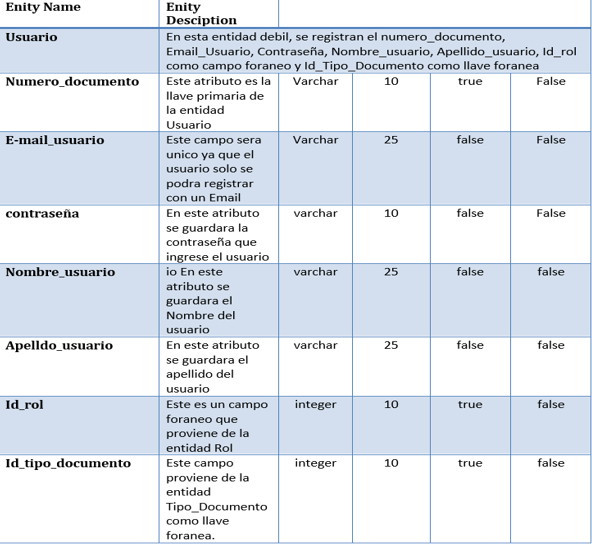 Enity Name
Enity
Desciption
Usuario
En esta entidad debil, se registran el numero_documento,
Email_Usuario, Contraseña, Nombre_usuario, Apellido_usuario, Id_rol
como campo foraneo y Id_Tipo_Documento como llave foranea
Numero_documento
Este atributo es la
llave primaria de
la entidad
Usuario
Varchar
10
true
False
E-mail_usuario
Este campo sera
unico ya que el
usuario solo se
podra registrar
con un Email
Varchar
25
false
False
contraseña
En este atributo
se guardara la
contraseña que
ingrese el usuario
varchar
10
false
False
Nombre_usuario
io En este
atributo se
guardara el
Nombre del
usuario
varchar
25
false
false
Apelldo_usuario
En este atributo
se guardara el
apellido del
usuario
varchar
25
false
false
Id_rol
Este es un campo
foraneo que
proviene de la
entidad Rol
integer
10
true
false
Id_tipo_documento
Este campo
proviene de la
entidad
Tipo_Documento
como llave
foranea.
integer
10
true
false